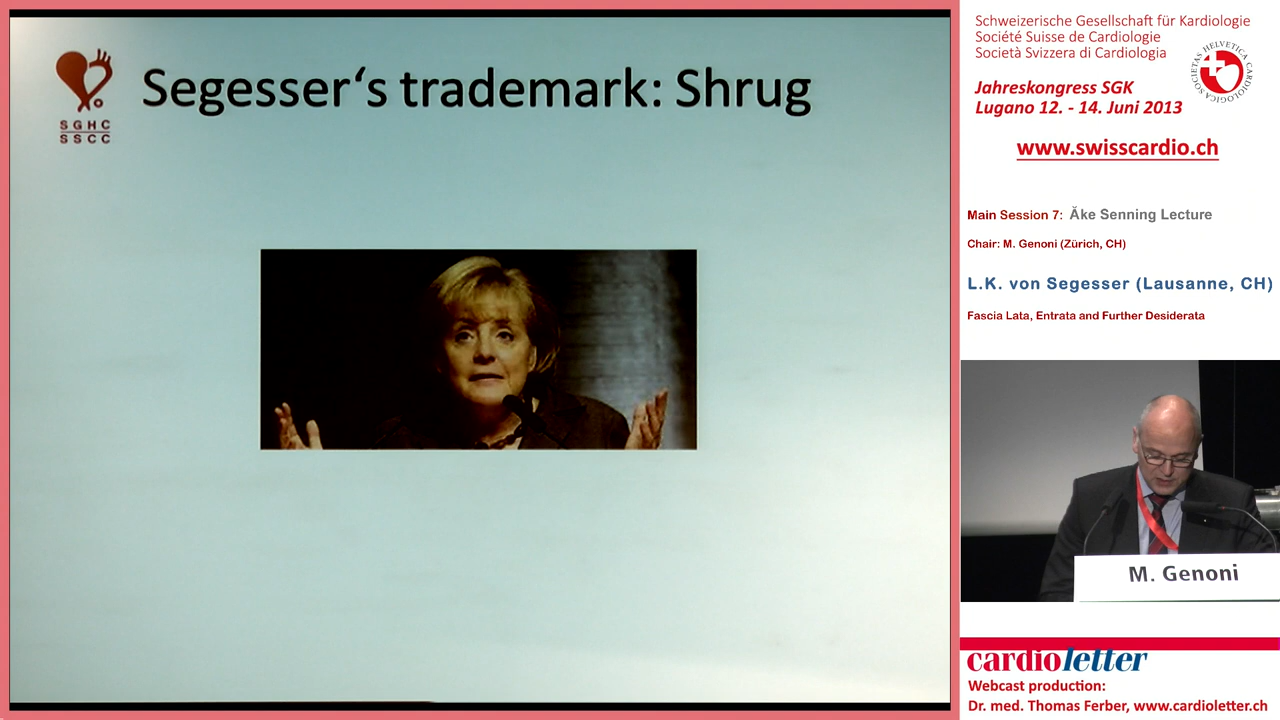 Segesser‘s trademark: Shrug
SGHC
SSCC
Schweizerische Gesellschaft für Kardiologie
Société Suisse de Cardiologie
Società Svizzera di Cardiologia
SOCIETAS HELVETICA CARDIOLOGICA
Jahreskongress SGK
Lugano 12. - 14. Juni 2013
www.swisscardio.ch
Main Session 7: Ăke Senning Lecture
Chair: M. Genoni (Zürich, CH)
L.K. von Segesser (Lausanne, CH)
Fascia Lata, Entrata and Further Desiderata
M. Genoni
cardioletter
Webcast production:
Dr. med. Thomas Ferber, www.cardioletter.ch